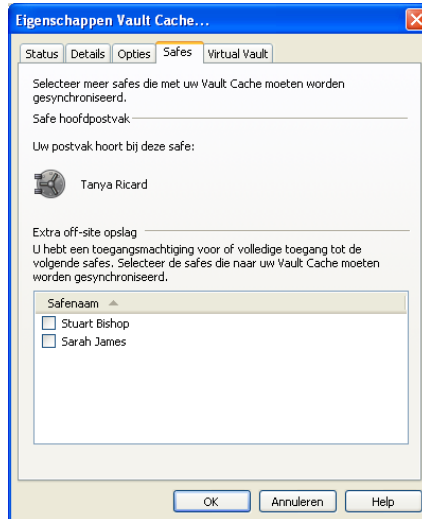 Eigenschappen Vault Cache...
Status Details Opties Safes Virtual Vault
Selecteer meer safes die met uw Vault Cache moeten worden
gesynchroniseerd.
Safe hoofdpostvak
Uw postvak hoort bij deze safe:
Tanya Ricard
Extra off-site opslag
U hebt een toegangsmachtiging voor of volledige toegang tot de
volgende safes. Selecteer de safes die naar uw Vault Cache moeten
worden gesynchroniseerd.
Safenaam
Stuart Bishop
Sarah James
OK Annuleren Help